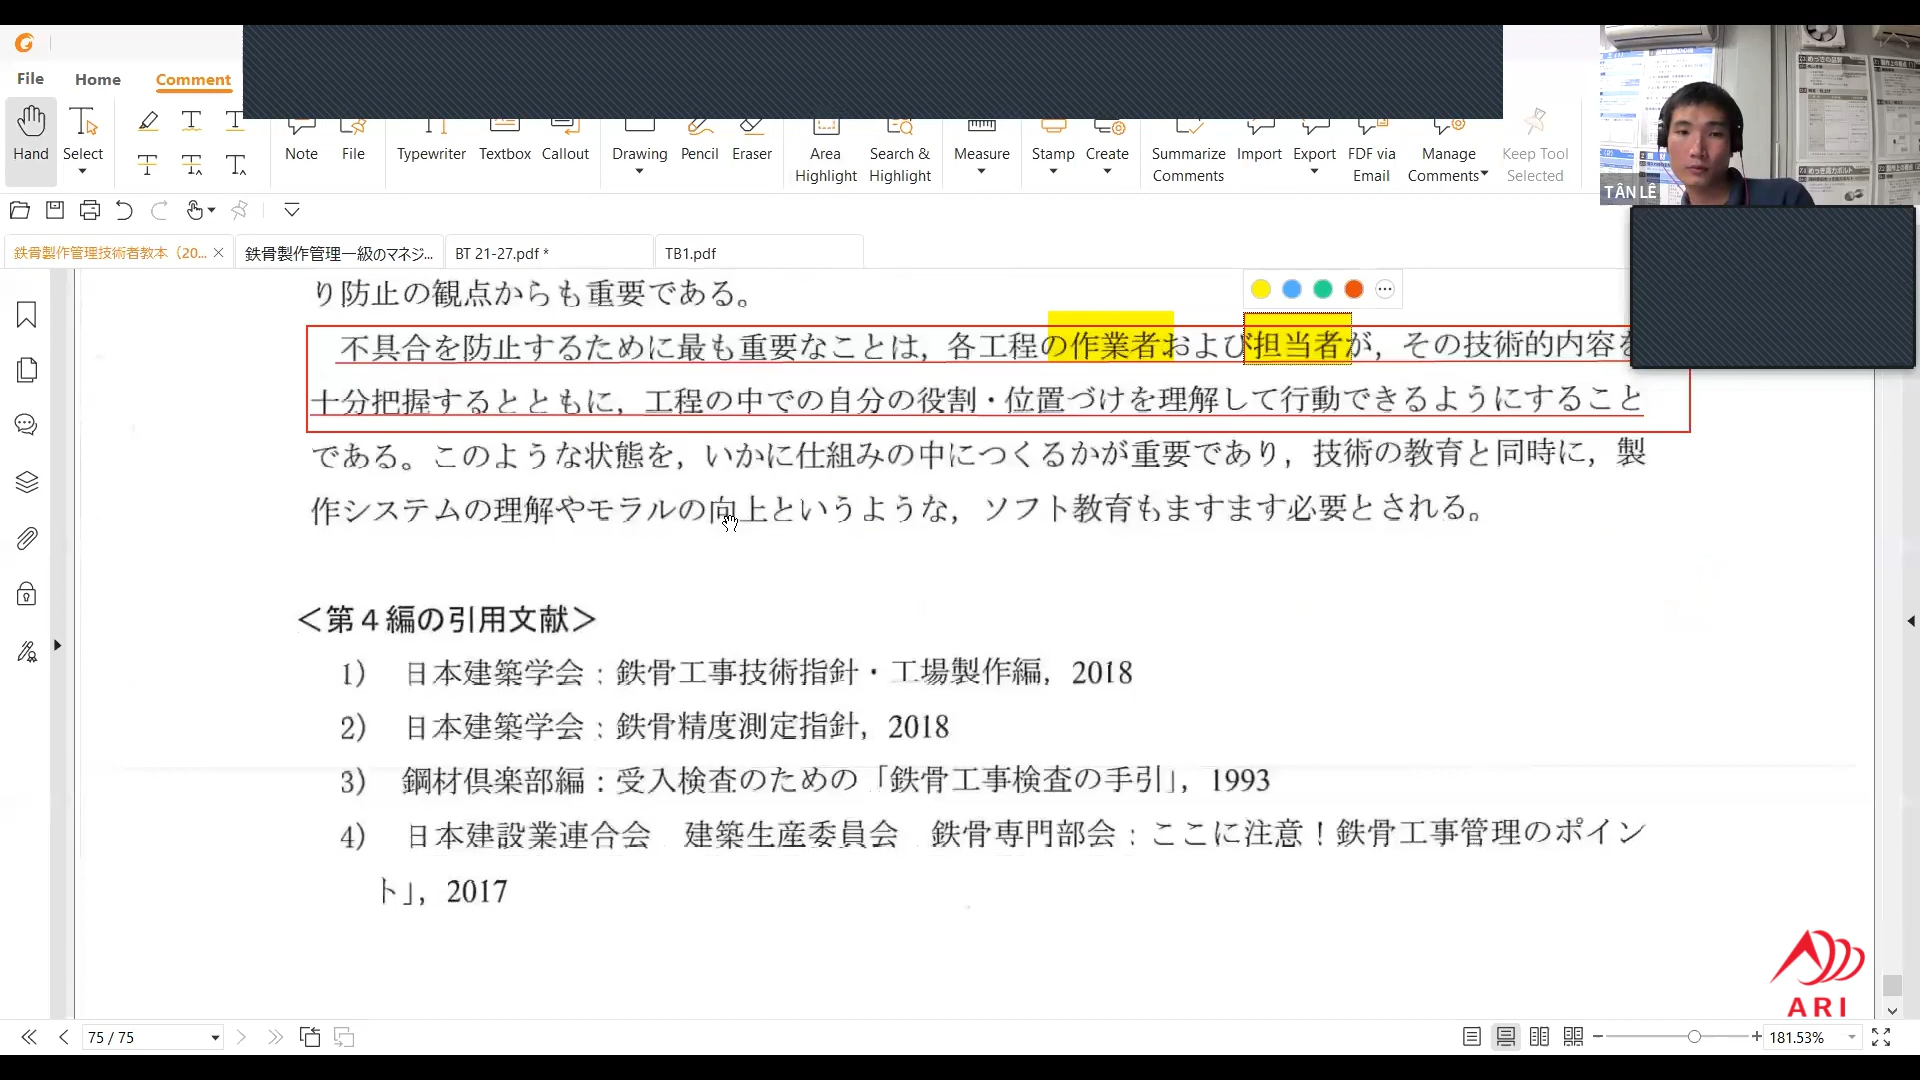 File Home Comment
Hand Select Note File Typewriter Textbox Callout Drawing Pencil Eraser Area Highlight Search & Highlight Measure Stamp Create Summarize Comments Import Export FDF via Email Manage Comments Keep Tool Selected
TÂN LÊ
鉄骨製作管理技術者教本（20... 鉄骨製作管理一級のマネジ... BT 21-27.pdf * TB1.pdf
り防止の観点からも重要である。
不具合を防止するために最も重要なことは，各工程の作業者および担当者が，その技術的内容を
十分把握するとともに，工程の中での自分の役割・位置づけを理解して行動できるようにすること
である。このような状態を，いかに仕組みの中につくるかが重要であり，技術の教育と同時に，製
作システムの理解やモラルの向上というような，ソフト教育もますます必要とされる。
＜第４編の引用文献＞
1) 日本建築学会：鉄骨工事技術指針・工場製作編，2018
2) 日本建築学会：鉄骨精度測定指針，2018
3) 鋼材倶楽部編：受入検査のための「鉄骨工事検査の手引」，1993
4) 日本建設業連合会 建築生産委員会 鉄骨専門部会：ここに注意！鉄骨工事管理のポイン
ト」，2017
ARI
75 / 75
181.53%